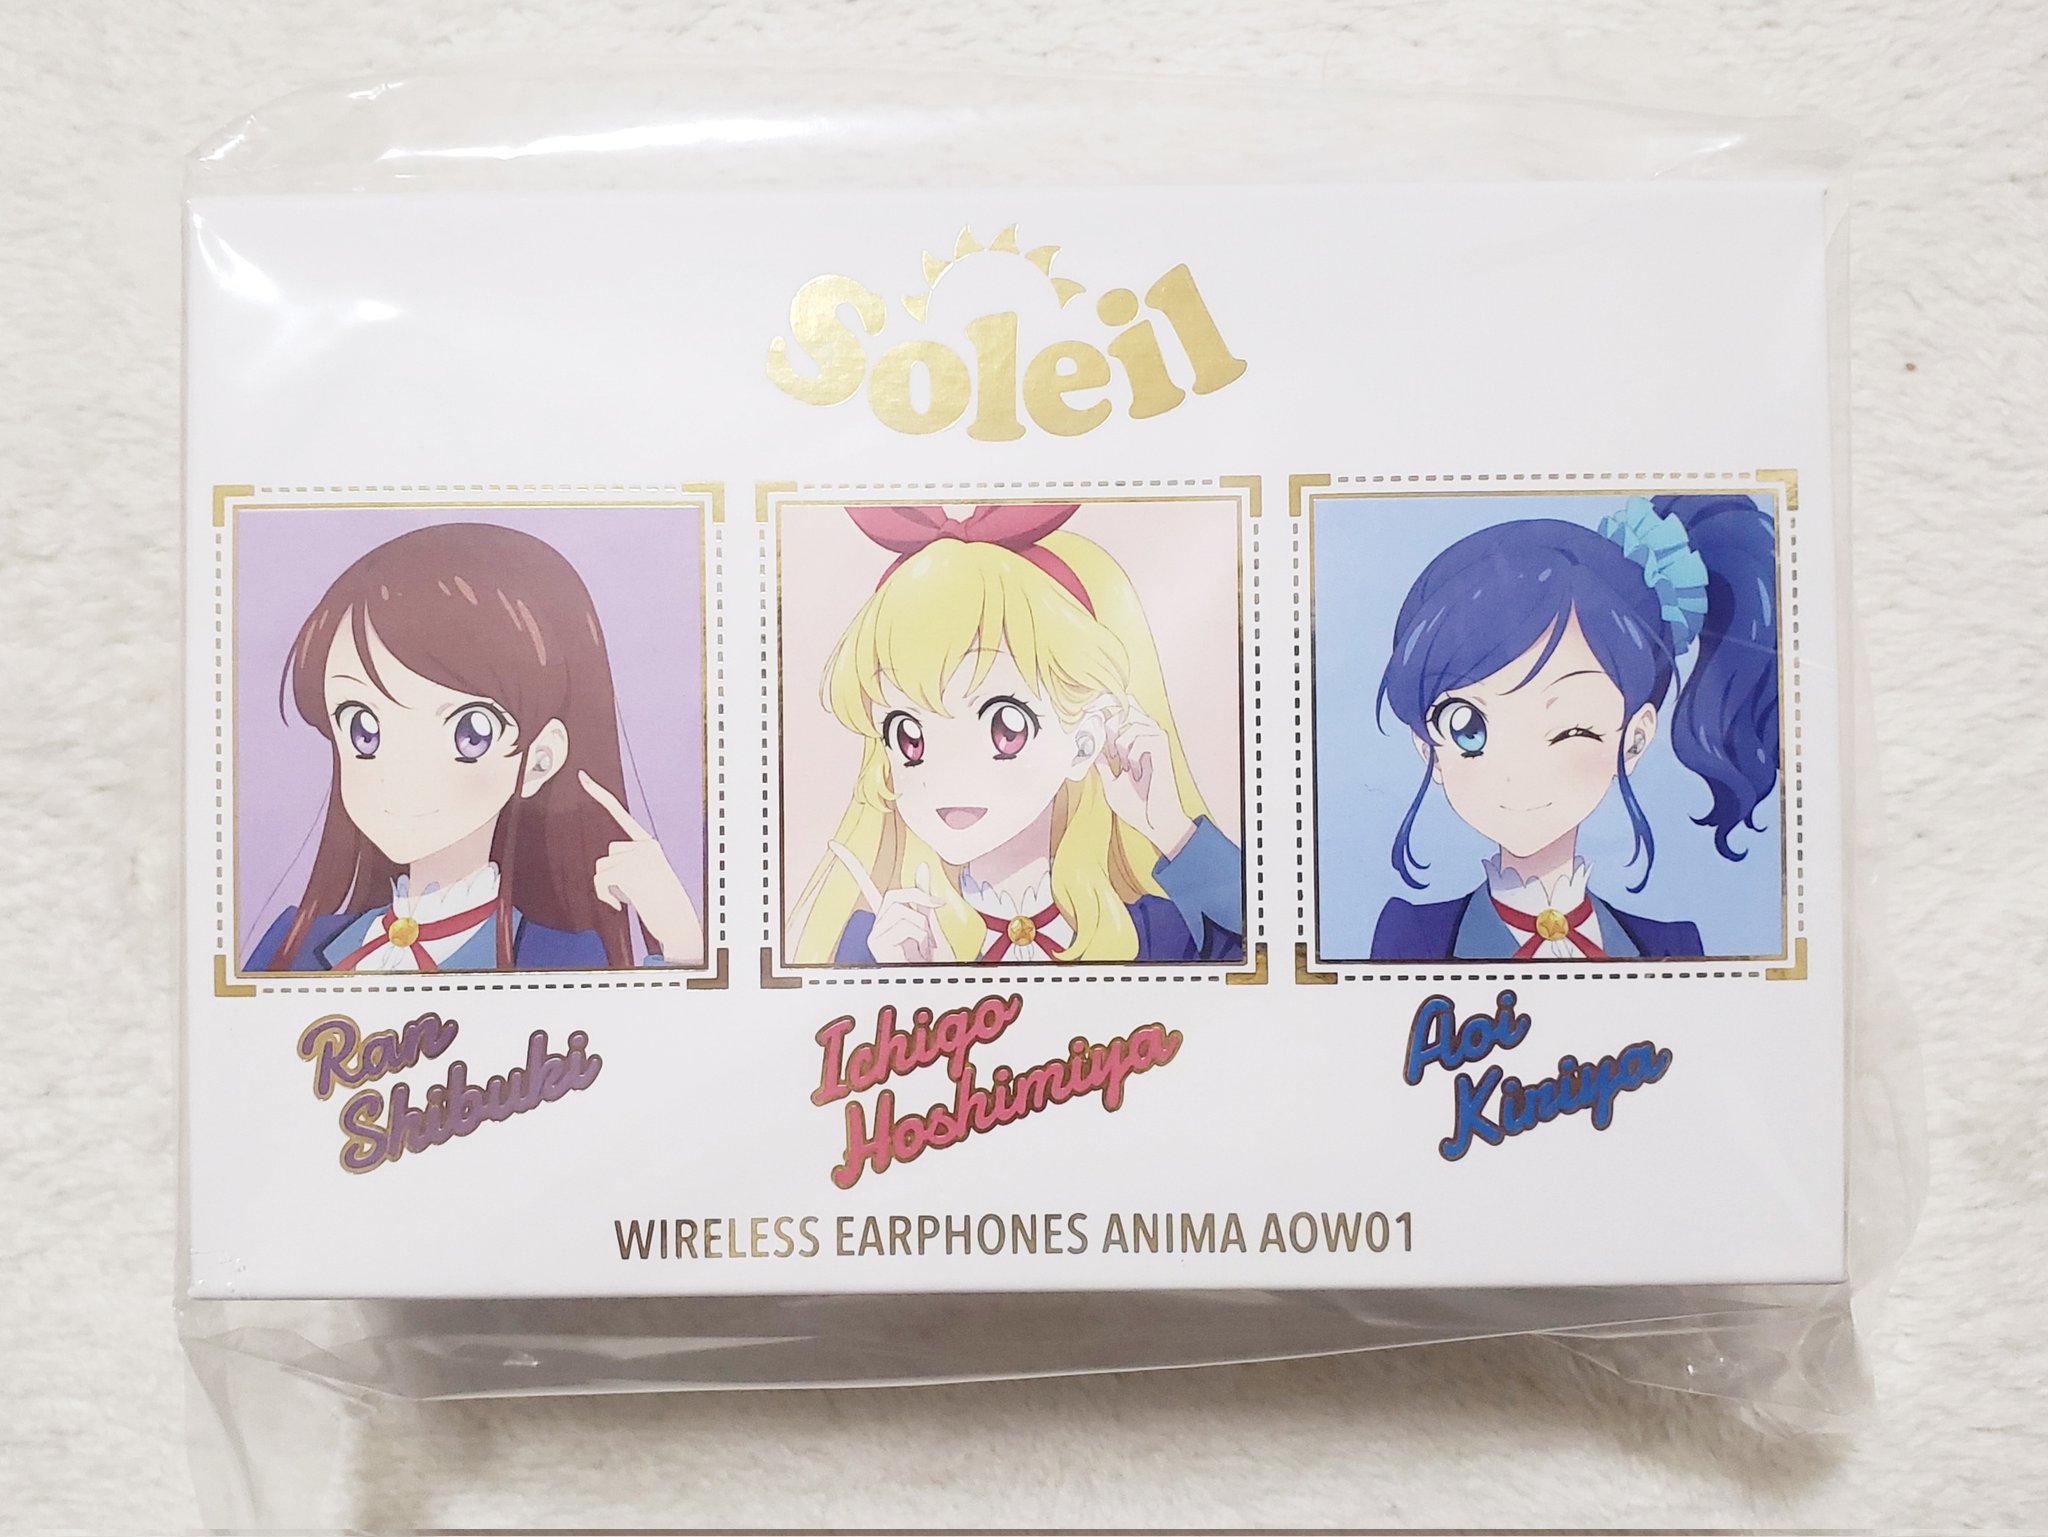 Soleil
Ran
Shibuki
Ichigo
Hoshimiya
Aoi
Kiriya
WIRELESS EARPHONES ANIMA AOW01